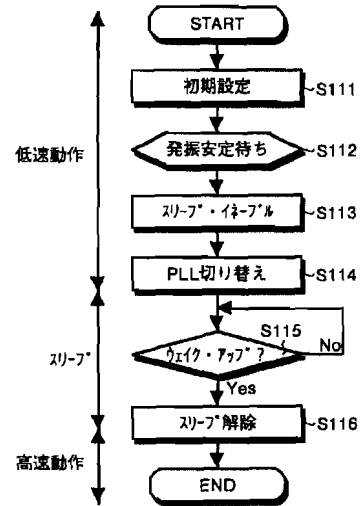 START
初期設定
S111
発振安定待ち
S112
低速動作
ｽﾘｰﾌﾟ・ｲﾈｰﾌﾞﾙ
S113
PLL切り替え
S114
S115
ｽﾘｰﾌﾟ
ｳｪｲｸ・ｱｯﾌﾟ?
No
Yes
ｽﾘｰﾌﾟ解除
S116
高速動作
END